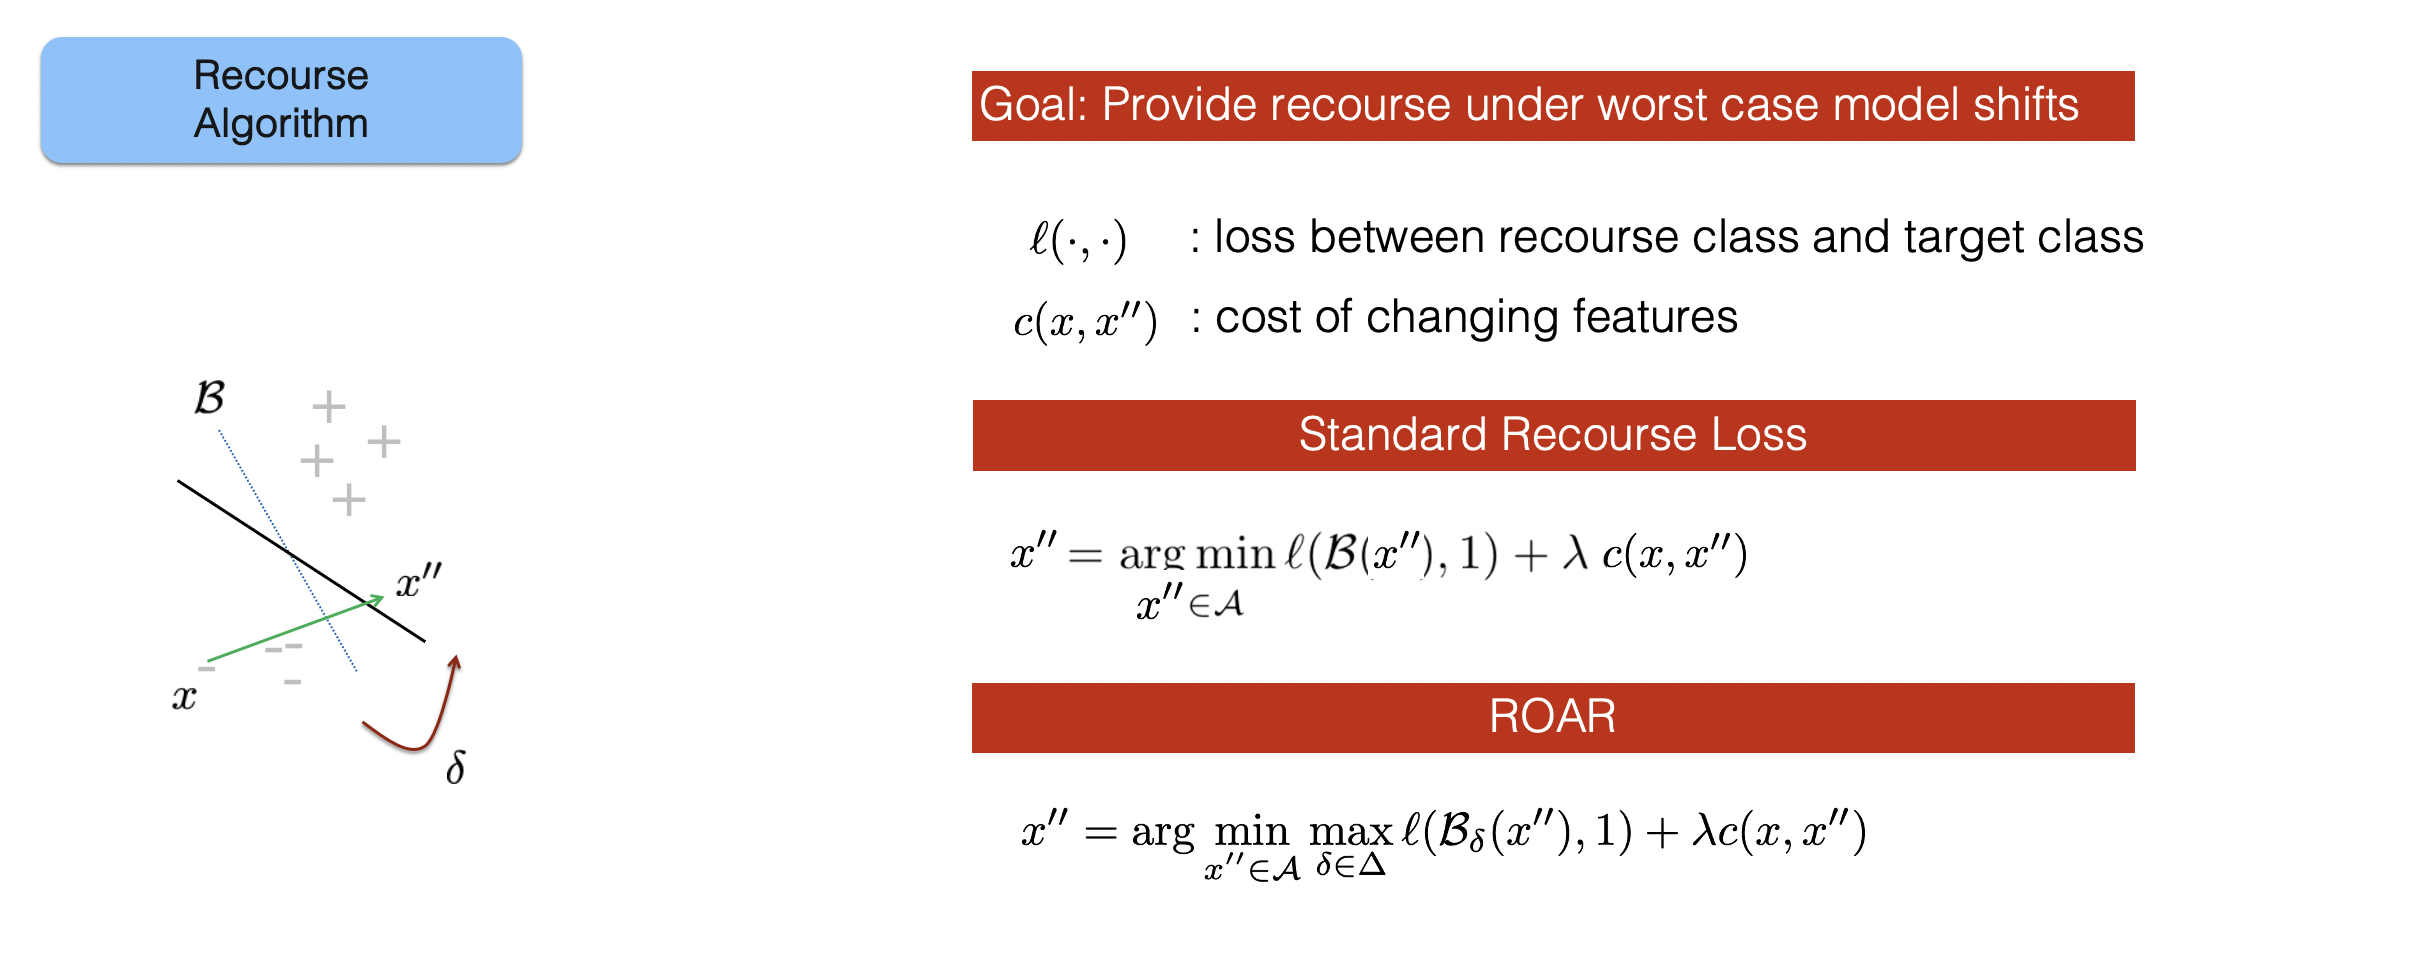 Recourse
Algorithm
Goal: Provide recourse under worst case model shifts
ℓ(·, ·) : loss between recourse class and target class
c(x, x″) : cost of changing features
Standard Recourse Loss
x″ = arg min ℓ(ℬ(x″), 1) + λ c(x, x″)
x″ ∈ 𝒜
ROAR
x″ = arg min max ℓ(ℬ_δ(x″), 1) + λc(x, x″)
x″∈𝒜 δ∈Δ
ℬ
+
+
+
+
x″
- - -
-
x
δ